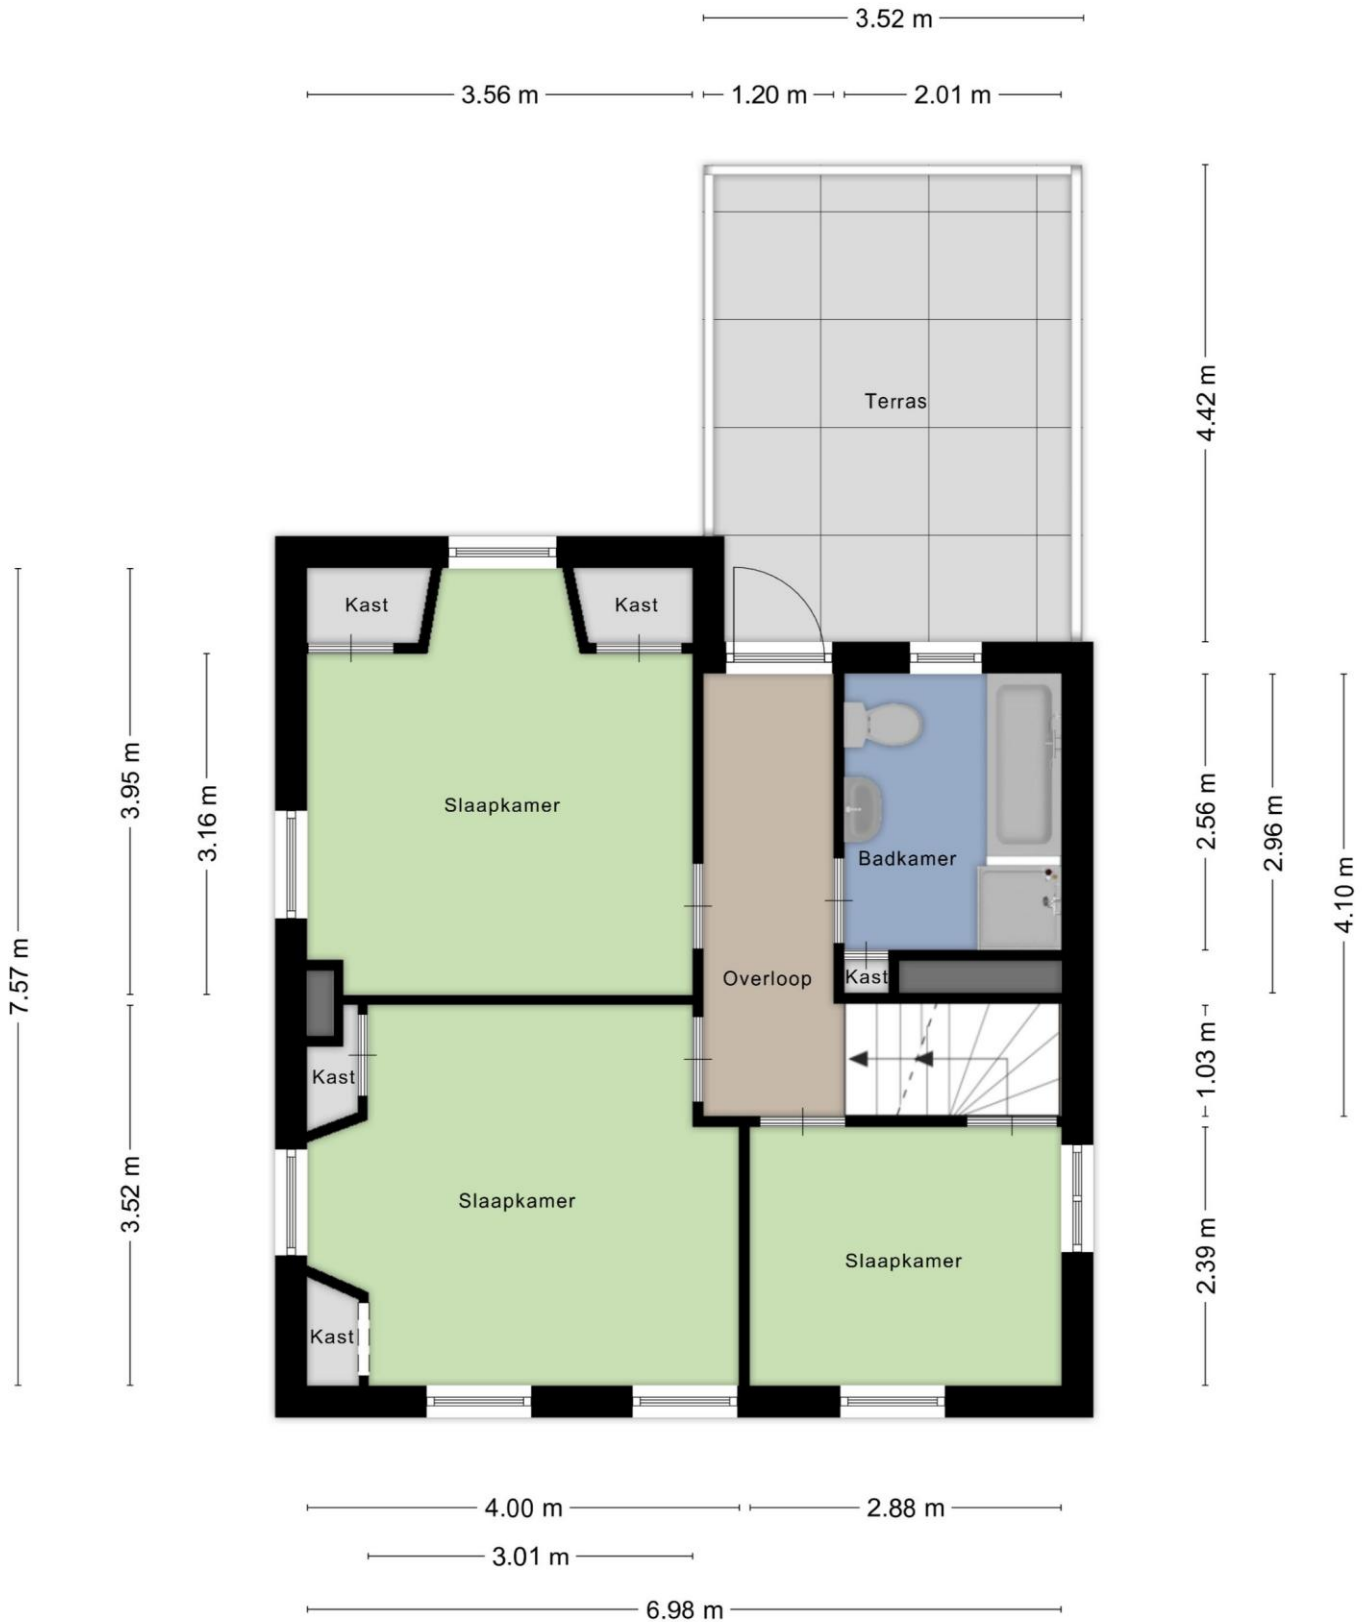 3.52 m
3.56 m
1.20 m
2.01 m
Terras
4.42 m
Kast
Kast
3.95 m
3.16 m
7.57 m
Slaapkamer
Badkamer
2.56 m
2.96 m
4.10 m
Overloop
Kast
Kast
1.03 m
3.52 m
Slaapkamer
Slaapkamer
2.39 m
Kast
4.00 m
2.88 m
3.01 m
6.98 m